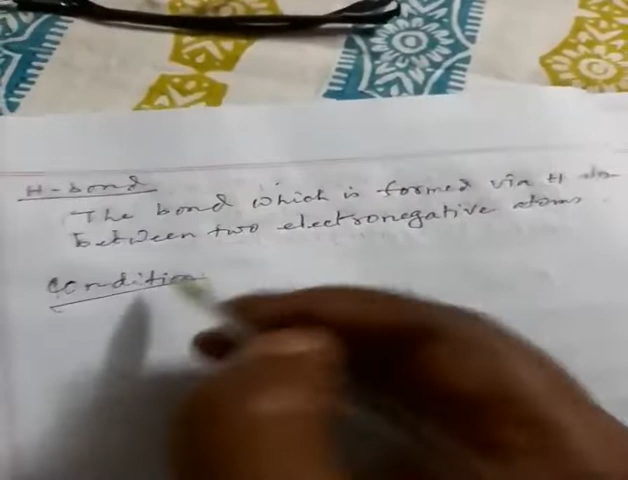 H-bond
The bond which is formed via H
between two electronegative atoms
condition